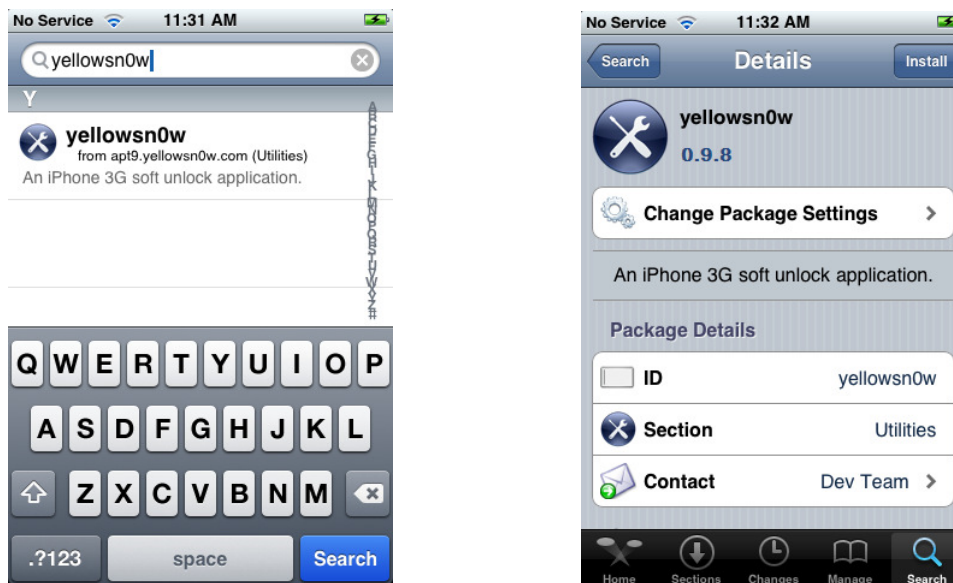 No Service 11:31 AM
yellowsn0w
Y
yellowsn0w
from apt9.yellowsn0w.com (Utilities)
An iPhone 3G soft unlock application.
A
B
C
D
E
F
G
H
I
J
K
L
M
N
O
P
Q
R
S
T
U
V
W
X
Y
Z
#
Q W E R T Y U I O P
A S D F G H J K L
Z X C V B N M
.?123 space Search
No Service 11:32 AM
Search Details Install
yellowsn0w
0.9.8
Change Package Settings
An iPhone 3G soft unlock application.
Package Details
ID yellowsn0w
Section Utilities
Contact Dev Team
Home Sections Changes Manage Search